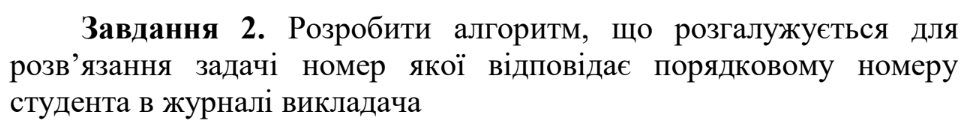 Завдання 2. Розробити алгоритм, що розгалужується для
розв’язання задачі номер якої відповідає порядковому номеру
студента в журналі викладача